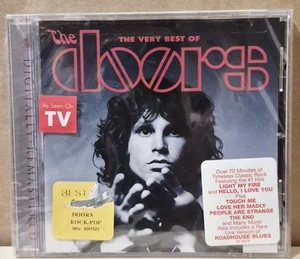 The
THE VERY BEST OF
doors
DIGITALLY REMASTERED
As Seen On
TV
BEST
DOORS
ROCK-POP
Over 70 Minutes of
Timeless Classic Rock
Featuring the #1 Hits
LIGHT MY FIRE
and HELLO, I LOVE YOU
Plus
TOUCH ME
LOVE HER MADLY
PEOPLE ARE STRANGE
THE END
and Many More!
Also Includes a Rare
Live Version of
ROADHOUSE BLUES